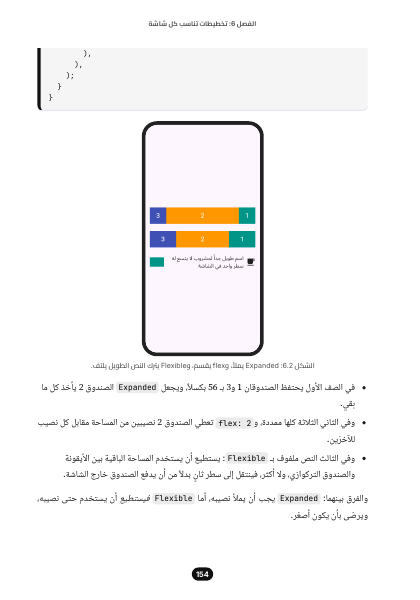 الفصل 6: تخطيطات تناسب كل شاشة
),
),
);
}
}
3 2 1
3 2 1
اسم طويل جداً لمشروب لا يتسع له
سطر واحد في الشاشة
الشكل 6.2: Expanded يملأ، وflex يقسم، وFlexible يترك النص الطويل يلتف.
• في الصف الأول يحتفظ الصندوقان 1 و3 بـ 56 بكسلاً، ويجعل Expanded الصندوق 2 يأخذ كل ما
بقي.
• وفي الثاني الثلاثة كلها ممددة، و flex: 2 تعطي الصندوق 2 نصيبين من المساحة مقابل كل نصيب
للآخرين.
• وفي الثالث النص ملفوف بـ Flexible : يستطيع أن يستخدم المساحة الباقية بين الأيقونة
والصندوق التركوازي، ولا أكثر، فينتقل إلى سطر ثانٍ بدلاً من أن يدفع الصندوق خارج الشاشة.
والفرق بينهما: Expanded يجب أن يملأ نصيبه، أما Flexible فيستطيع أن يستخدم حتى نصيبه،
ويرضى بأن يكون أصغر.
154